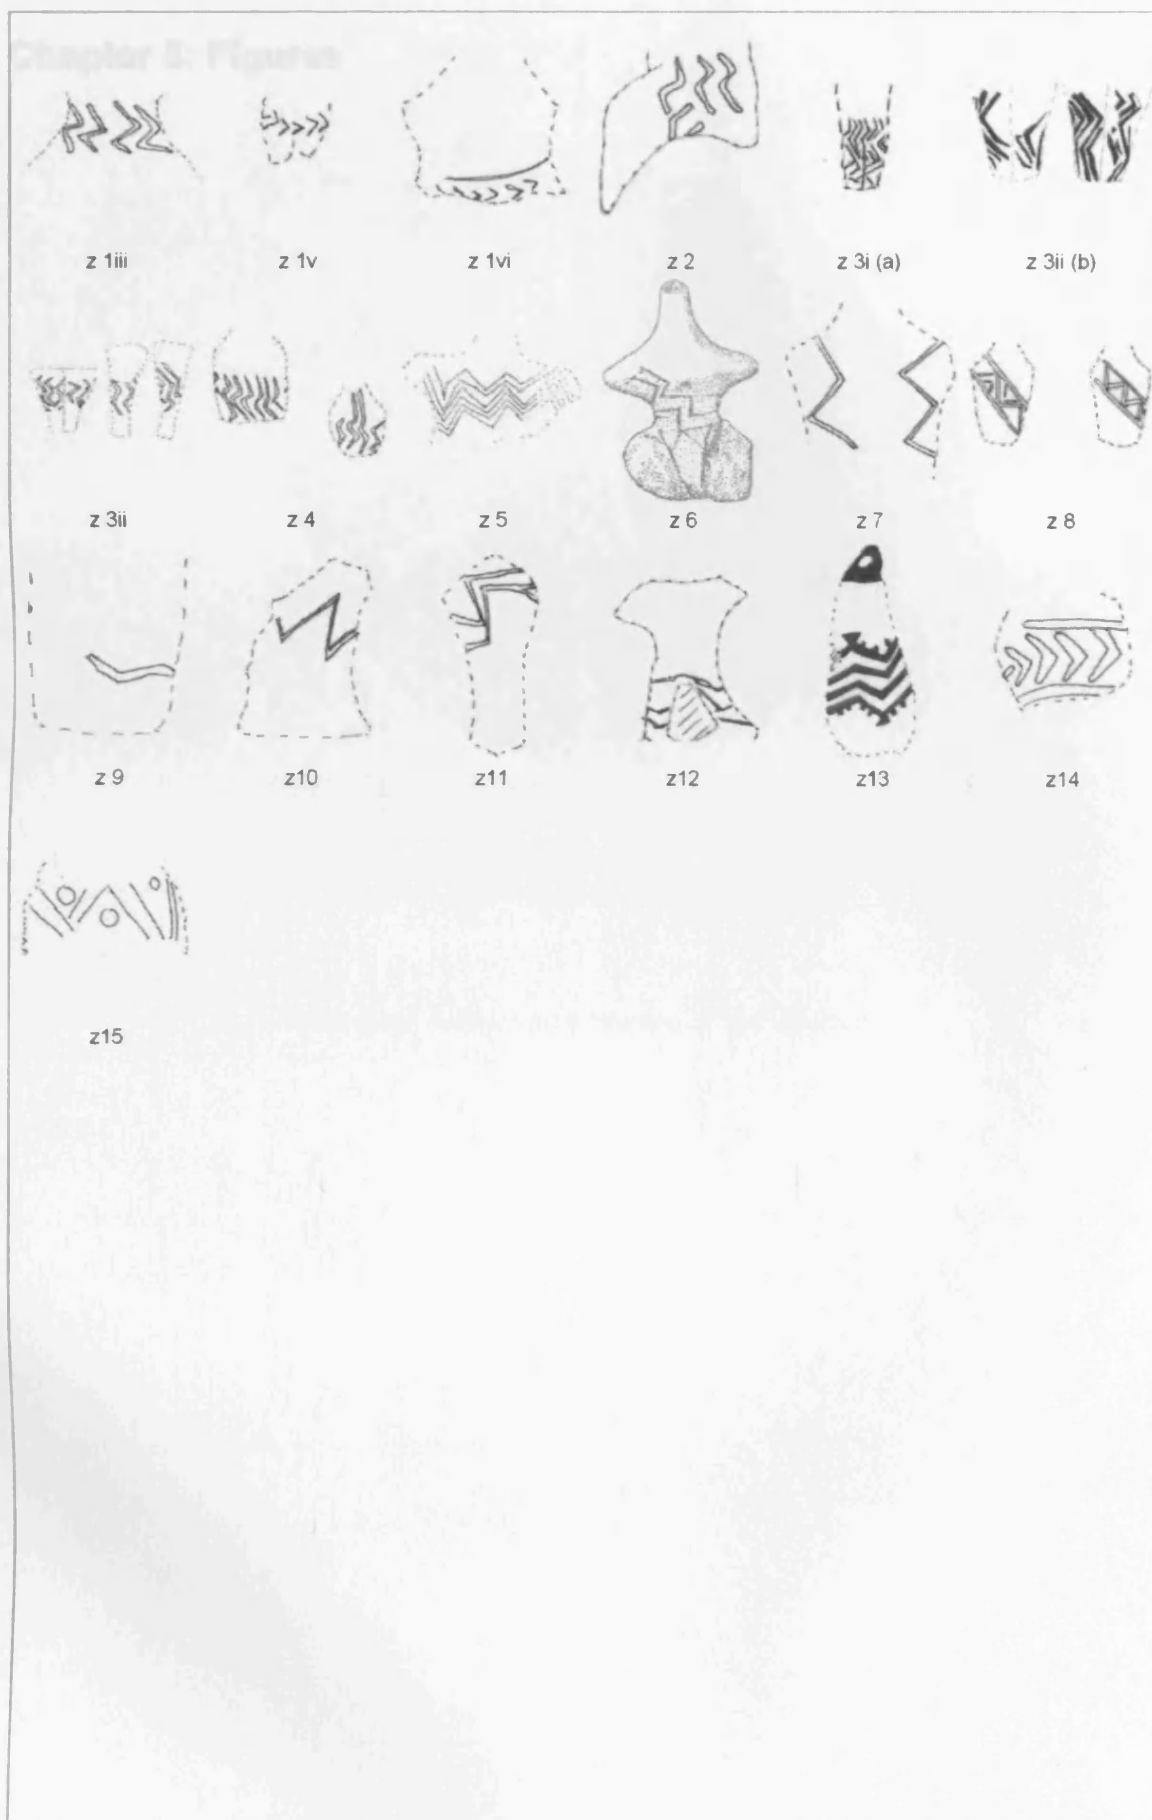 Chapter 5: Figures
z 1iii z 1v z 1vi z 2 z 3i (a) z 3ii (b)
z 3ii z 4 z 5 z 6 z 7 z 8
z 9 z10 z11 z12 z13 z14
z15